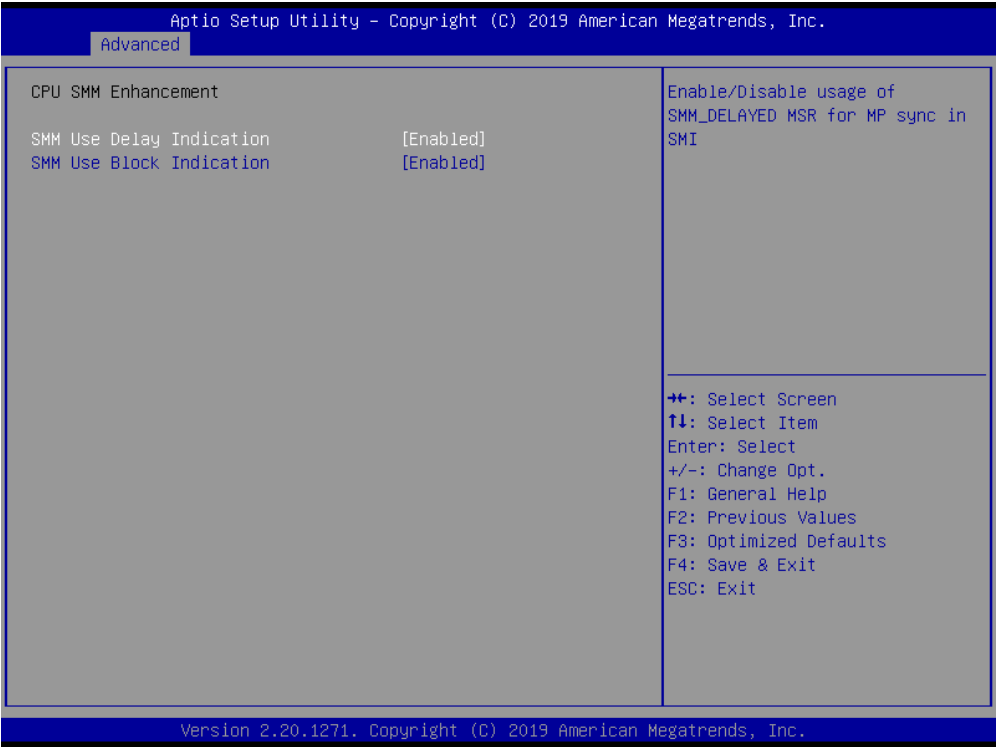 Aptio Setup Utility – Copyright (C) 2019 American Megatrends, Inc.
Advanced
CPU SMM Enhancement
SMM Use Delay Indication [Enabled]
SMM Use Block Indication [Enabled]
Enable/Disable usage of
SMM_DELAYED MSR for MP sync in
SMI
→←: Select Screen
↑↓: Select Item
Enter: Select
+/-: Change Opt.
F1: General Help
F2: Previous Values
F3: Optimized Defaults
F4: Save & Exit
ESC: Exit
Version 2.20.1271. Copyright (C) 2019 American Megatrends, Inc.